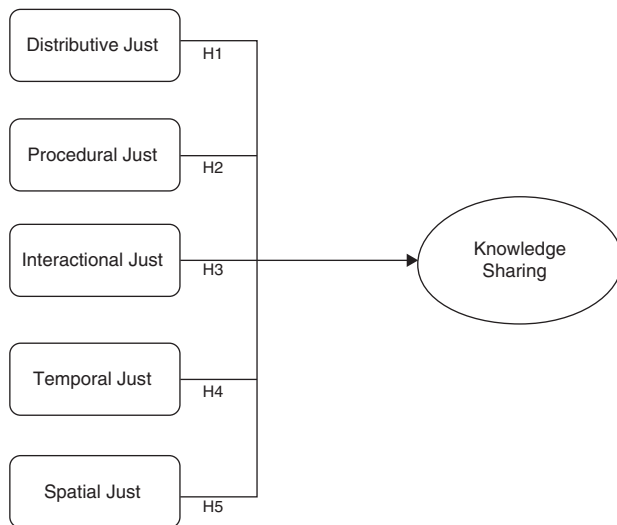 Distributive Just
H1
Procedural Just
H2
Interactional Just
H3
Knowledge
Sharing
Temporal Just
H4
Spatial Just
H5